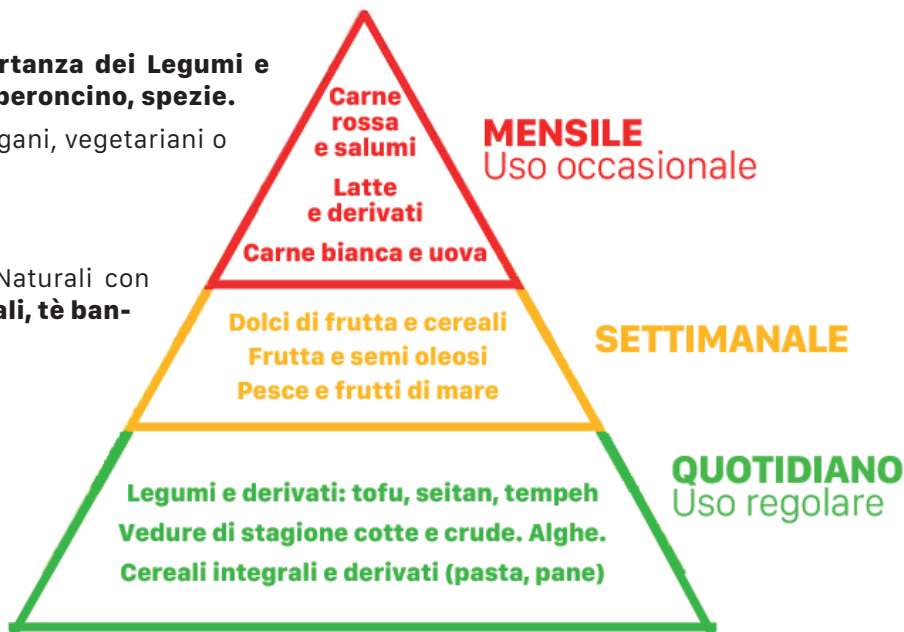 rtanza dei Legumi e
peroncino, spezie.
gani, vegetariani o
Naturali con
ali, tè ban-
Carne
rossa
e salumi
Latte
e derivati
Carne bianca e uova
MENSILE
Uso occasionale
Dolci di frutta e cereali
Frutta e semi oleosi
Pesce e frutti di mare
SETTIMANALE
Legumi e derivati: tofu, seitan, tempeh
Vedure di stagione cotte e crude. Alghe.
Cereali integrali e derivati (pasta, pane)
QUOTIDIANO
Uso regolare